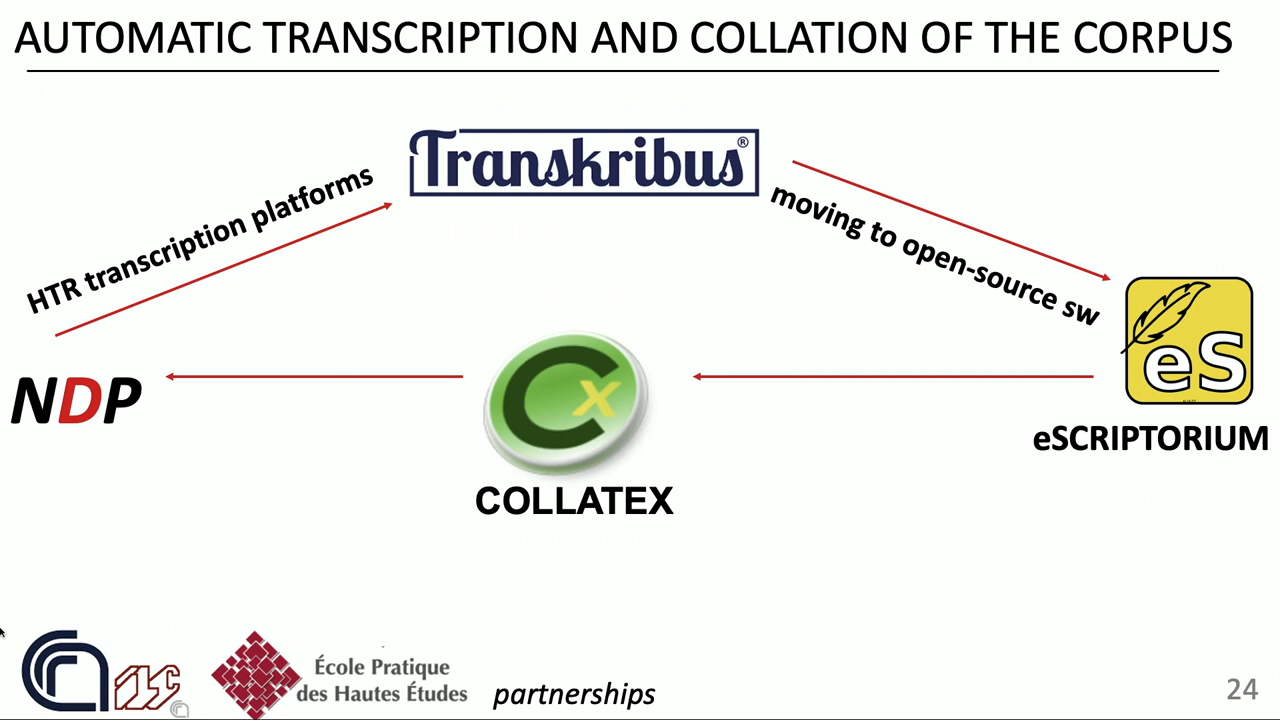 AUTOMATIC TRANSCRIPTION AND COLLATION OF THE CORPUS
Transkribus®
HTR transcription platforms
moving to open-source sw
eS
eSCRIPTORIUM
NDP
Cx
COLLATEX
École Pratique
des Hautes Études
partnerships
24